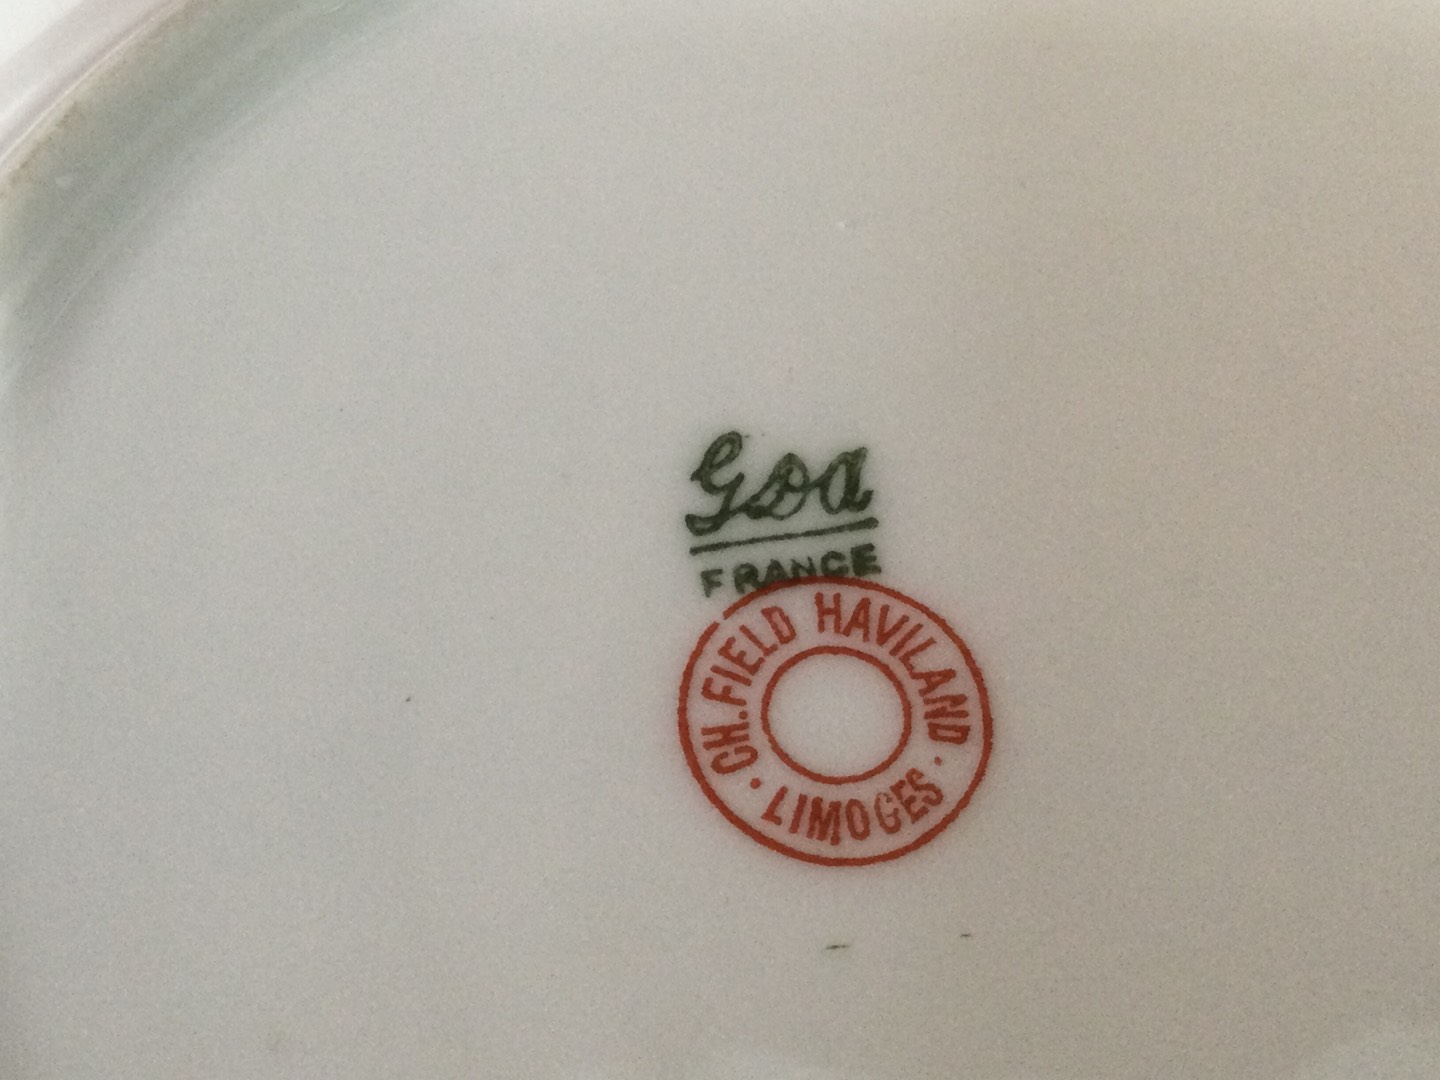 GDA
FRANCE
CH. FIELD HAVILAND
· LIMOGES ·